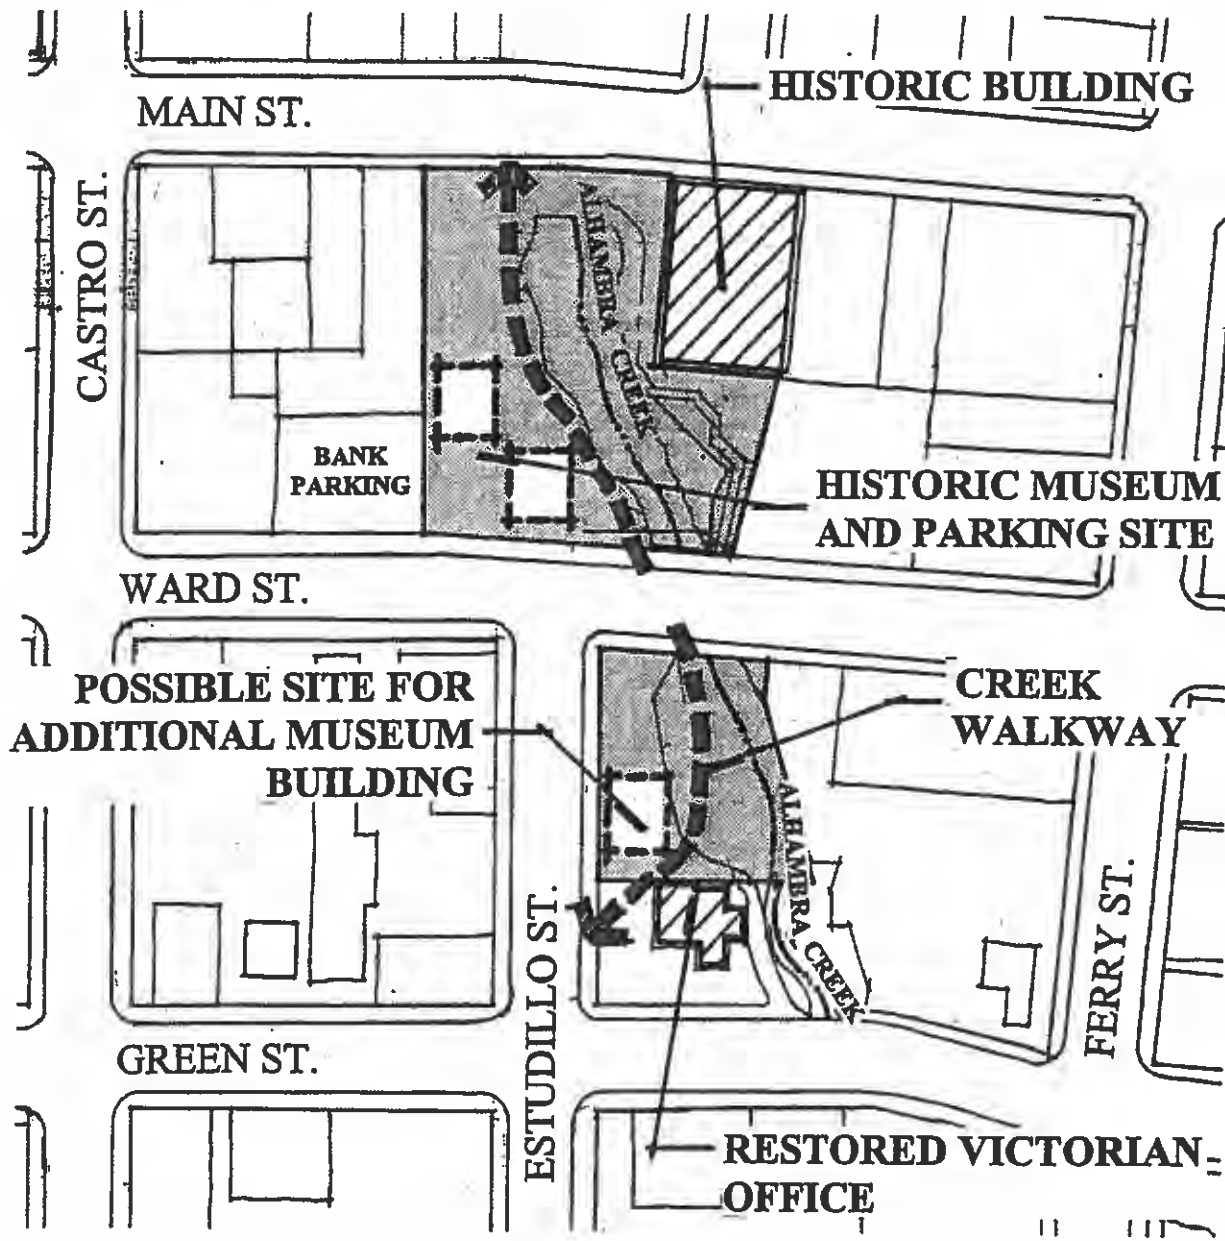 HISTORIC BUILDING
MAIN ST.
CASTRO ST.
ALHAMBRA CREEK
BANK
PARKING
HISTORIC MUSEUM
AND PARKING SITE
WARD ST.
POSSIBLE SITE FOR
ADDITIONAL MUSEUM
BUILDING
CREEK
WALKWAY
ALHAMBRA CREEK
ESTUDILLO ST.
FERRY ST.
GREEN ST.
RESTORED VICTORIAN
OFFICE